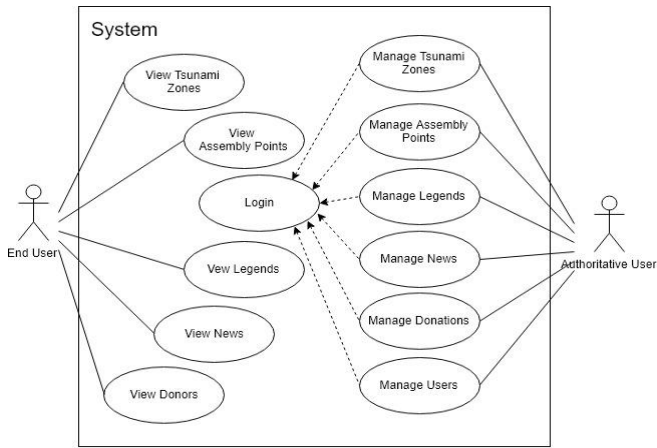 System
View Tsunami
Zones
View
Assembly Points
Login
Vew Legends
View News
View Donors
Manage Tsunami
Zones
Manage Assembly
Points
Manage Legends
Manage News
Manage Donations
Manage Users
End User
Authoritative User